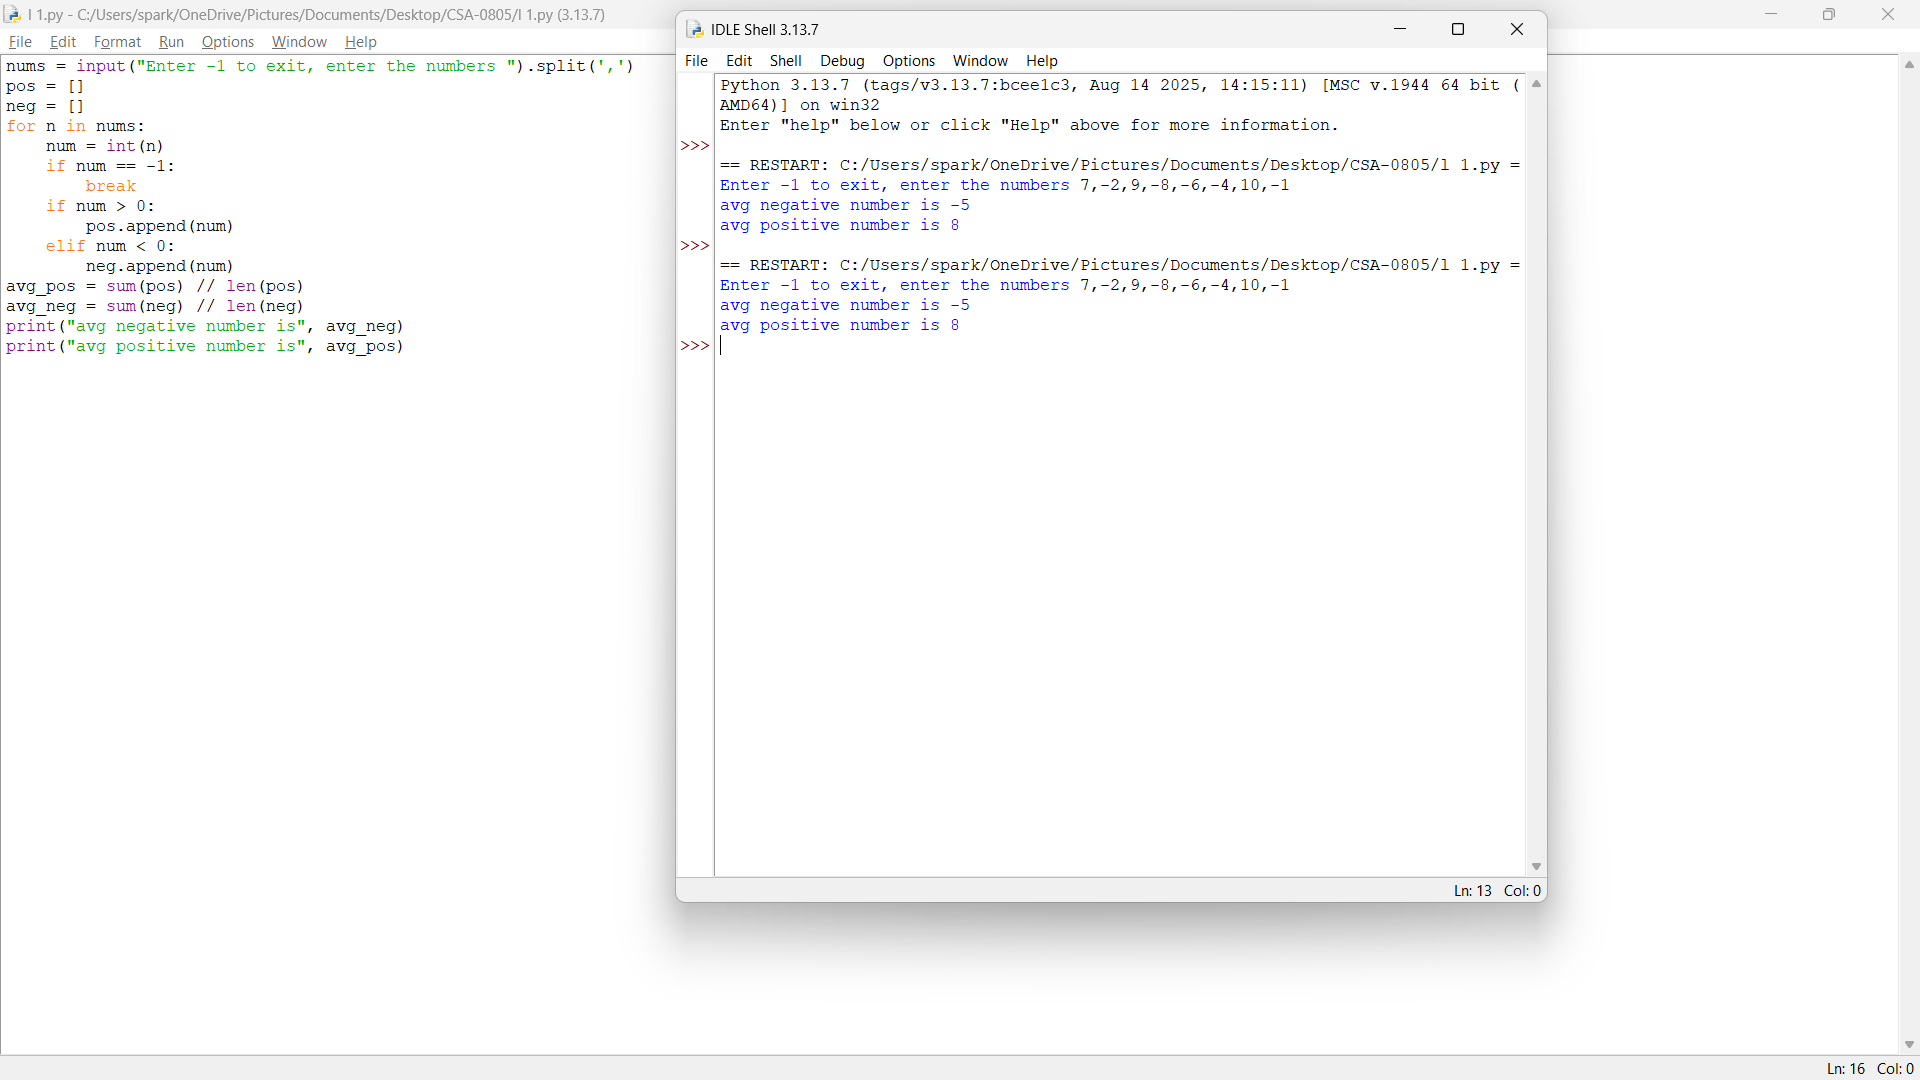 l 1.py - C:/Users/spark/OneDrive/Pictures/Documents/Desktop/CSA-0805/l 1.py (3.13.7)
File Edit Format Run Options Window Help
nums = input("Enter -1 to exit, enter the numbers ").split(',')
pos = []
neg = []
for n in nums:
    num = int(n)
    if num == -1:
        break
    if num > 0:
        pos.append(num)
    elif num < 0:
        neg.append(num)
avg_pos = sum(pos) // len(pos)
avg_neg = sum(neg) // len(neg)
print("avg negative number is", avg_neg)
print("avg positive number is", avg_pos)
IDLE Shell 3.13.7
File Edit Shell Debug Options Window Help
Python 3.13.7 (tags/v3.13.7:bcee1c3, Aug 14 2025, 14:15:11) [MSC v.1944 64 bit (
AMD64)] on win32
Enter "help" below or click "Help" above for more information.
>>>
== RESTART: C:/Users/spark/OneDrive/Pictures/Documents/Desktop/CSA-0805/l 1.py =
Enter -1 to exit, enter the numbers 7,-2,9,-8,-6,-4,10,-1
avg negative number is -5
avg positive number is 8
>>>
== RESTART: C:/Users/spark/OneDrive/Pictures/Documents/Desktop/CSA-0805/l 1.py =
Enter -1 to exit, enter the numbers 7,-2,9,-8,-6,-4,10,-1
avg negative number is -5
avg positive number is 8
>>>
Ln: 13 Col: 0
Ln: 16 Col: 0